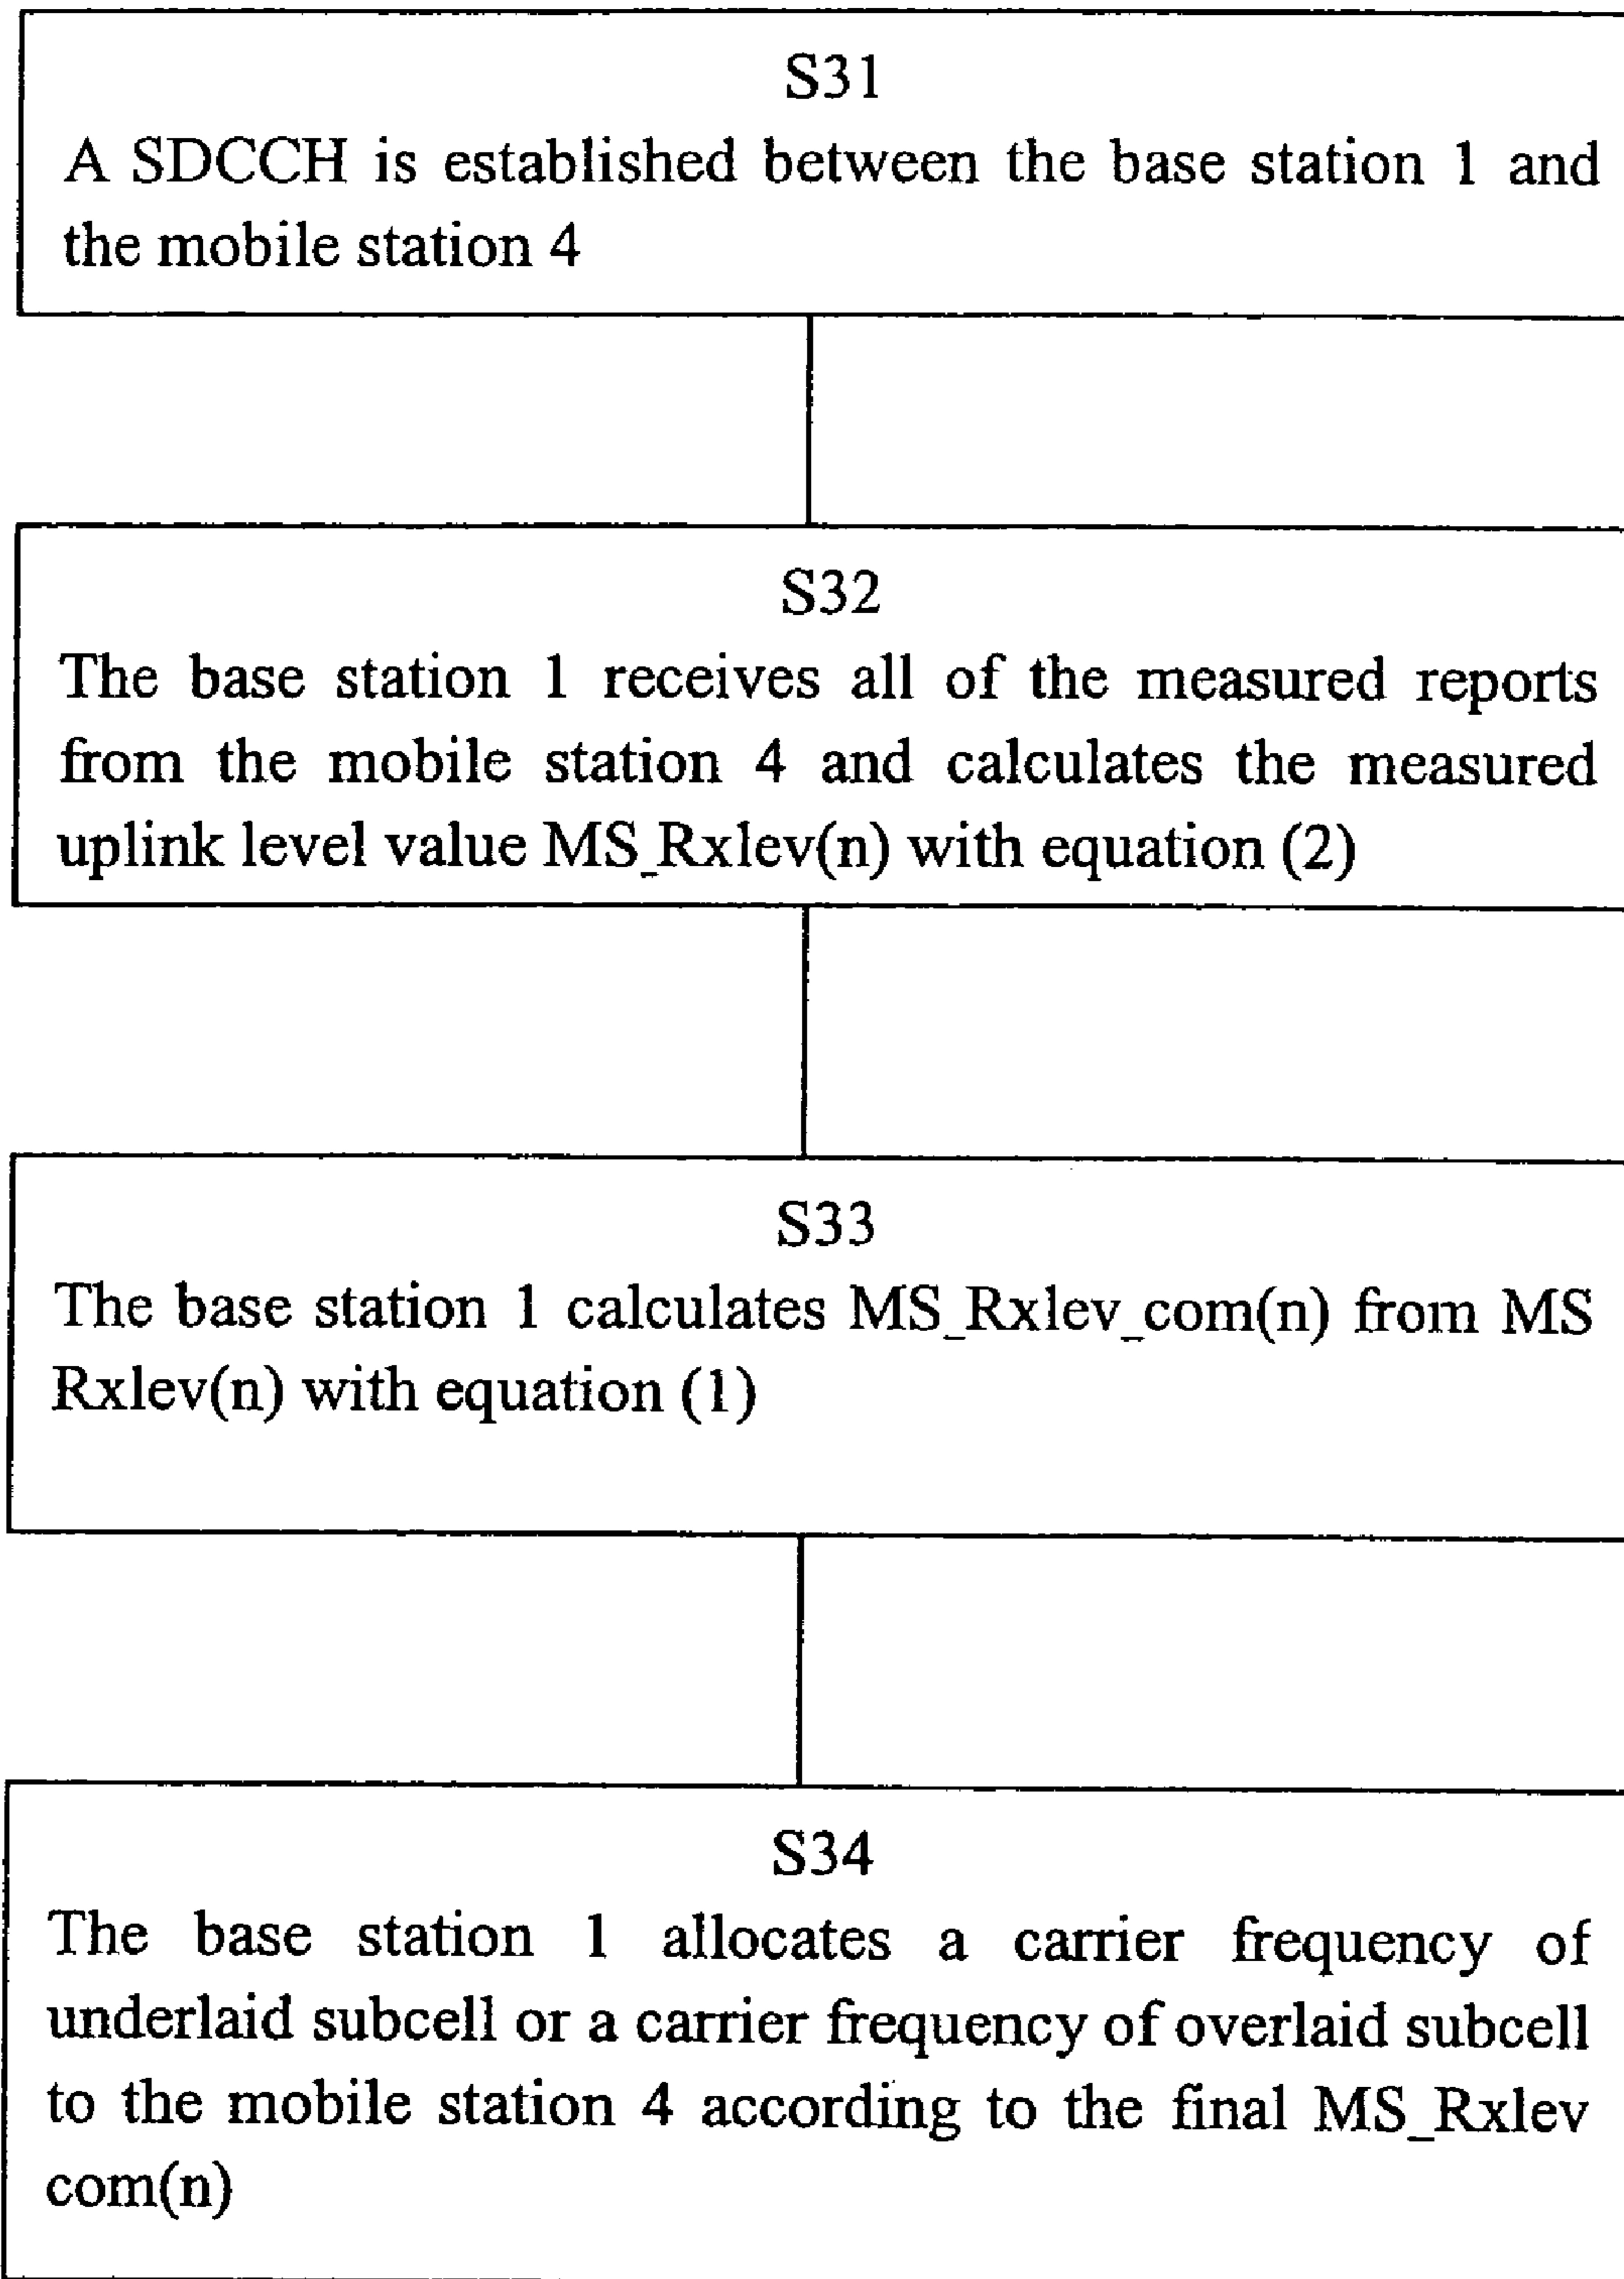 S31
A SDCCH is established between the base station 1 and
the mobile station 4
S32
The base station 1 receives all of the measured reports
from the mobile station 4 and calculates the measured
uplink level value MS_Rxlev(n) with equation (2)
S33
The base station 1 calculates MS_Rxlev_com(n) from MS
Rxlev(n) with equation (1)
S34
The base station 1 allocates a carrier frequency of
underlaid subcell or a carrier frequency of overlaid subcell
to the mobile station 4 according to the final MS_Rxlev
com(n)